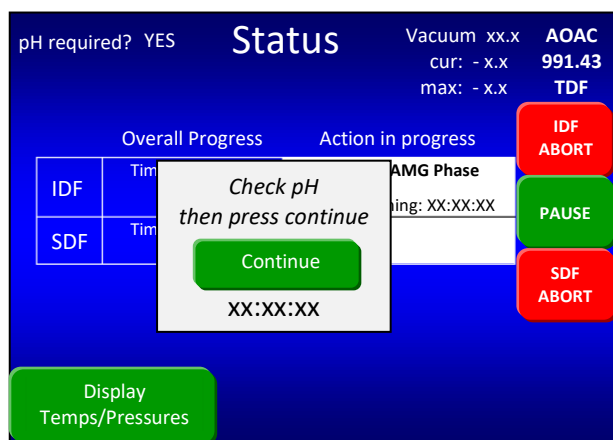 pH required? YES
Status
Vacuum xx.x
cur: - x.x
max: - x.x
AOAC
991.43
TDF
Overall Progress
Action in progress
IDF
ABORT
IDF
Tim
AMG Phase
ning: XX:XX:XX
PAUSE
SDF
Tim
Check pH
then press continue
Continue
xx:xx:xx
SDF
ABORT
Display
Temps/Pressures